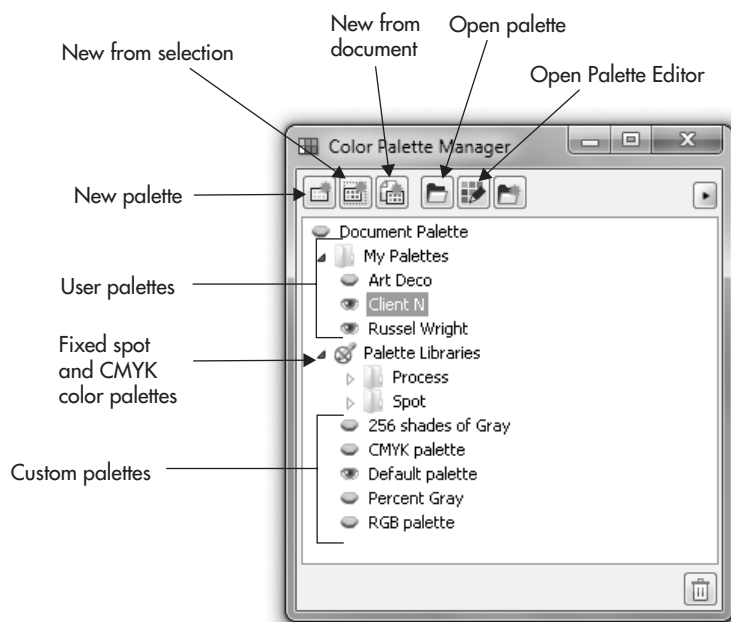 New from
document
Open palette
New from selection
Open Palette Editor
Color Palette Manager
New palette
Document Palette
My Palettes
User palettes
Art Deco
Client N
Russel Wright
Fixed spot
and CMYK
color palettes
Palette Libraries
Process
Spot
256 shades of Gray
CMYK palette
Custom palettes
Default palette
Percent Gray
RGB palette